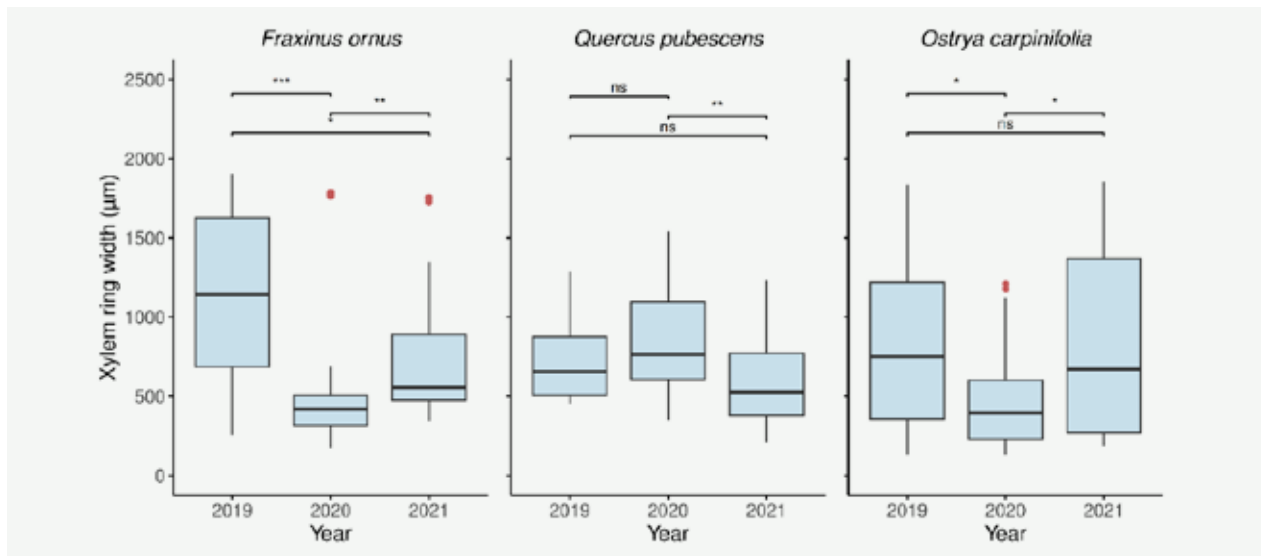 Fraxinus ornus
Quercus pubescens
Ostrya carpinifolia
Xylem ring width (µm)
2500
2000
1500
1000
500
0
***
**
*
ns
**
ns
*
*
ns
2019 2020 2021
2019 2020 2021
2019 2020 2021
Year
Year
Year